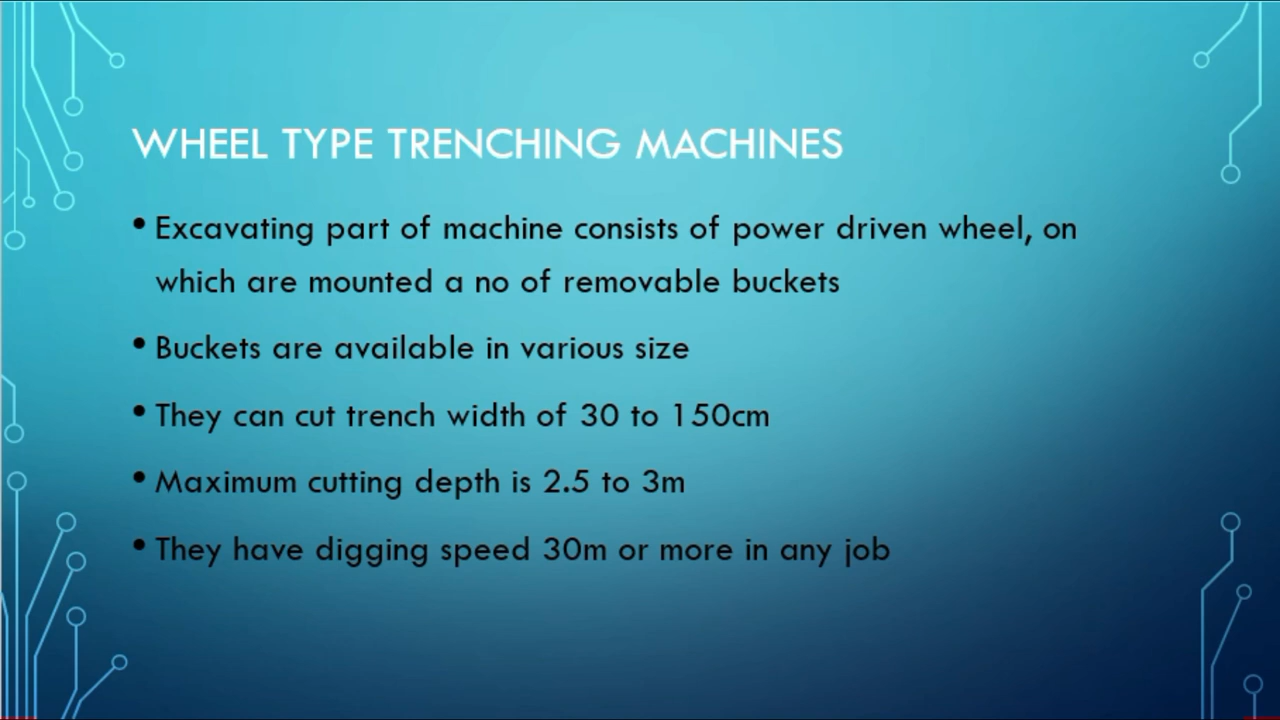 WHEEL TYPE TRENCHING MACHINES
• Excavating part of machine consists of power driven wheel, on
which are mounted a no of removable buckets
• Buckets are available in various size
• They can cut trench width of 30 to 150cm
• Maximum cutting depth is 2.5 to 3m
• They have digging speed 30m or more in any job